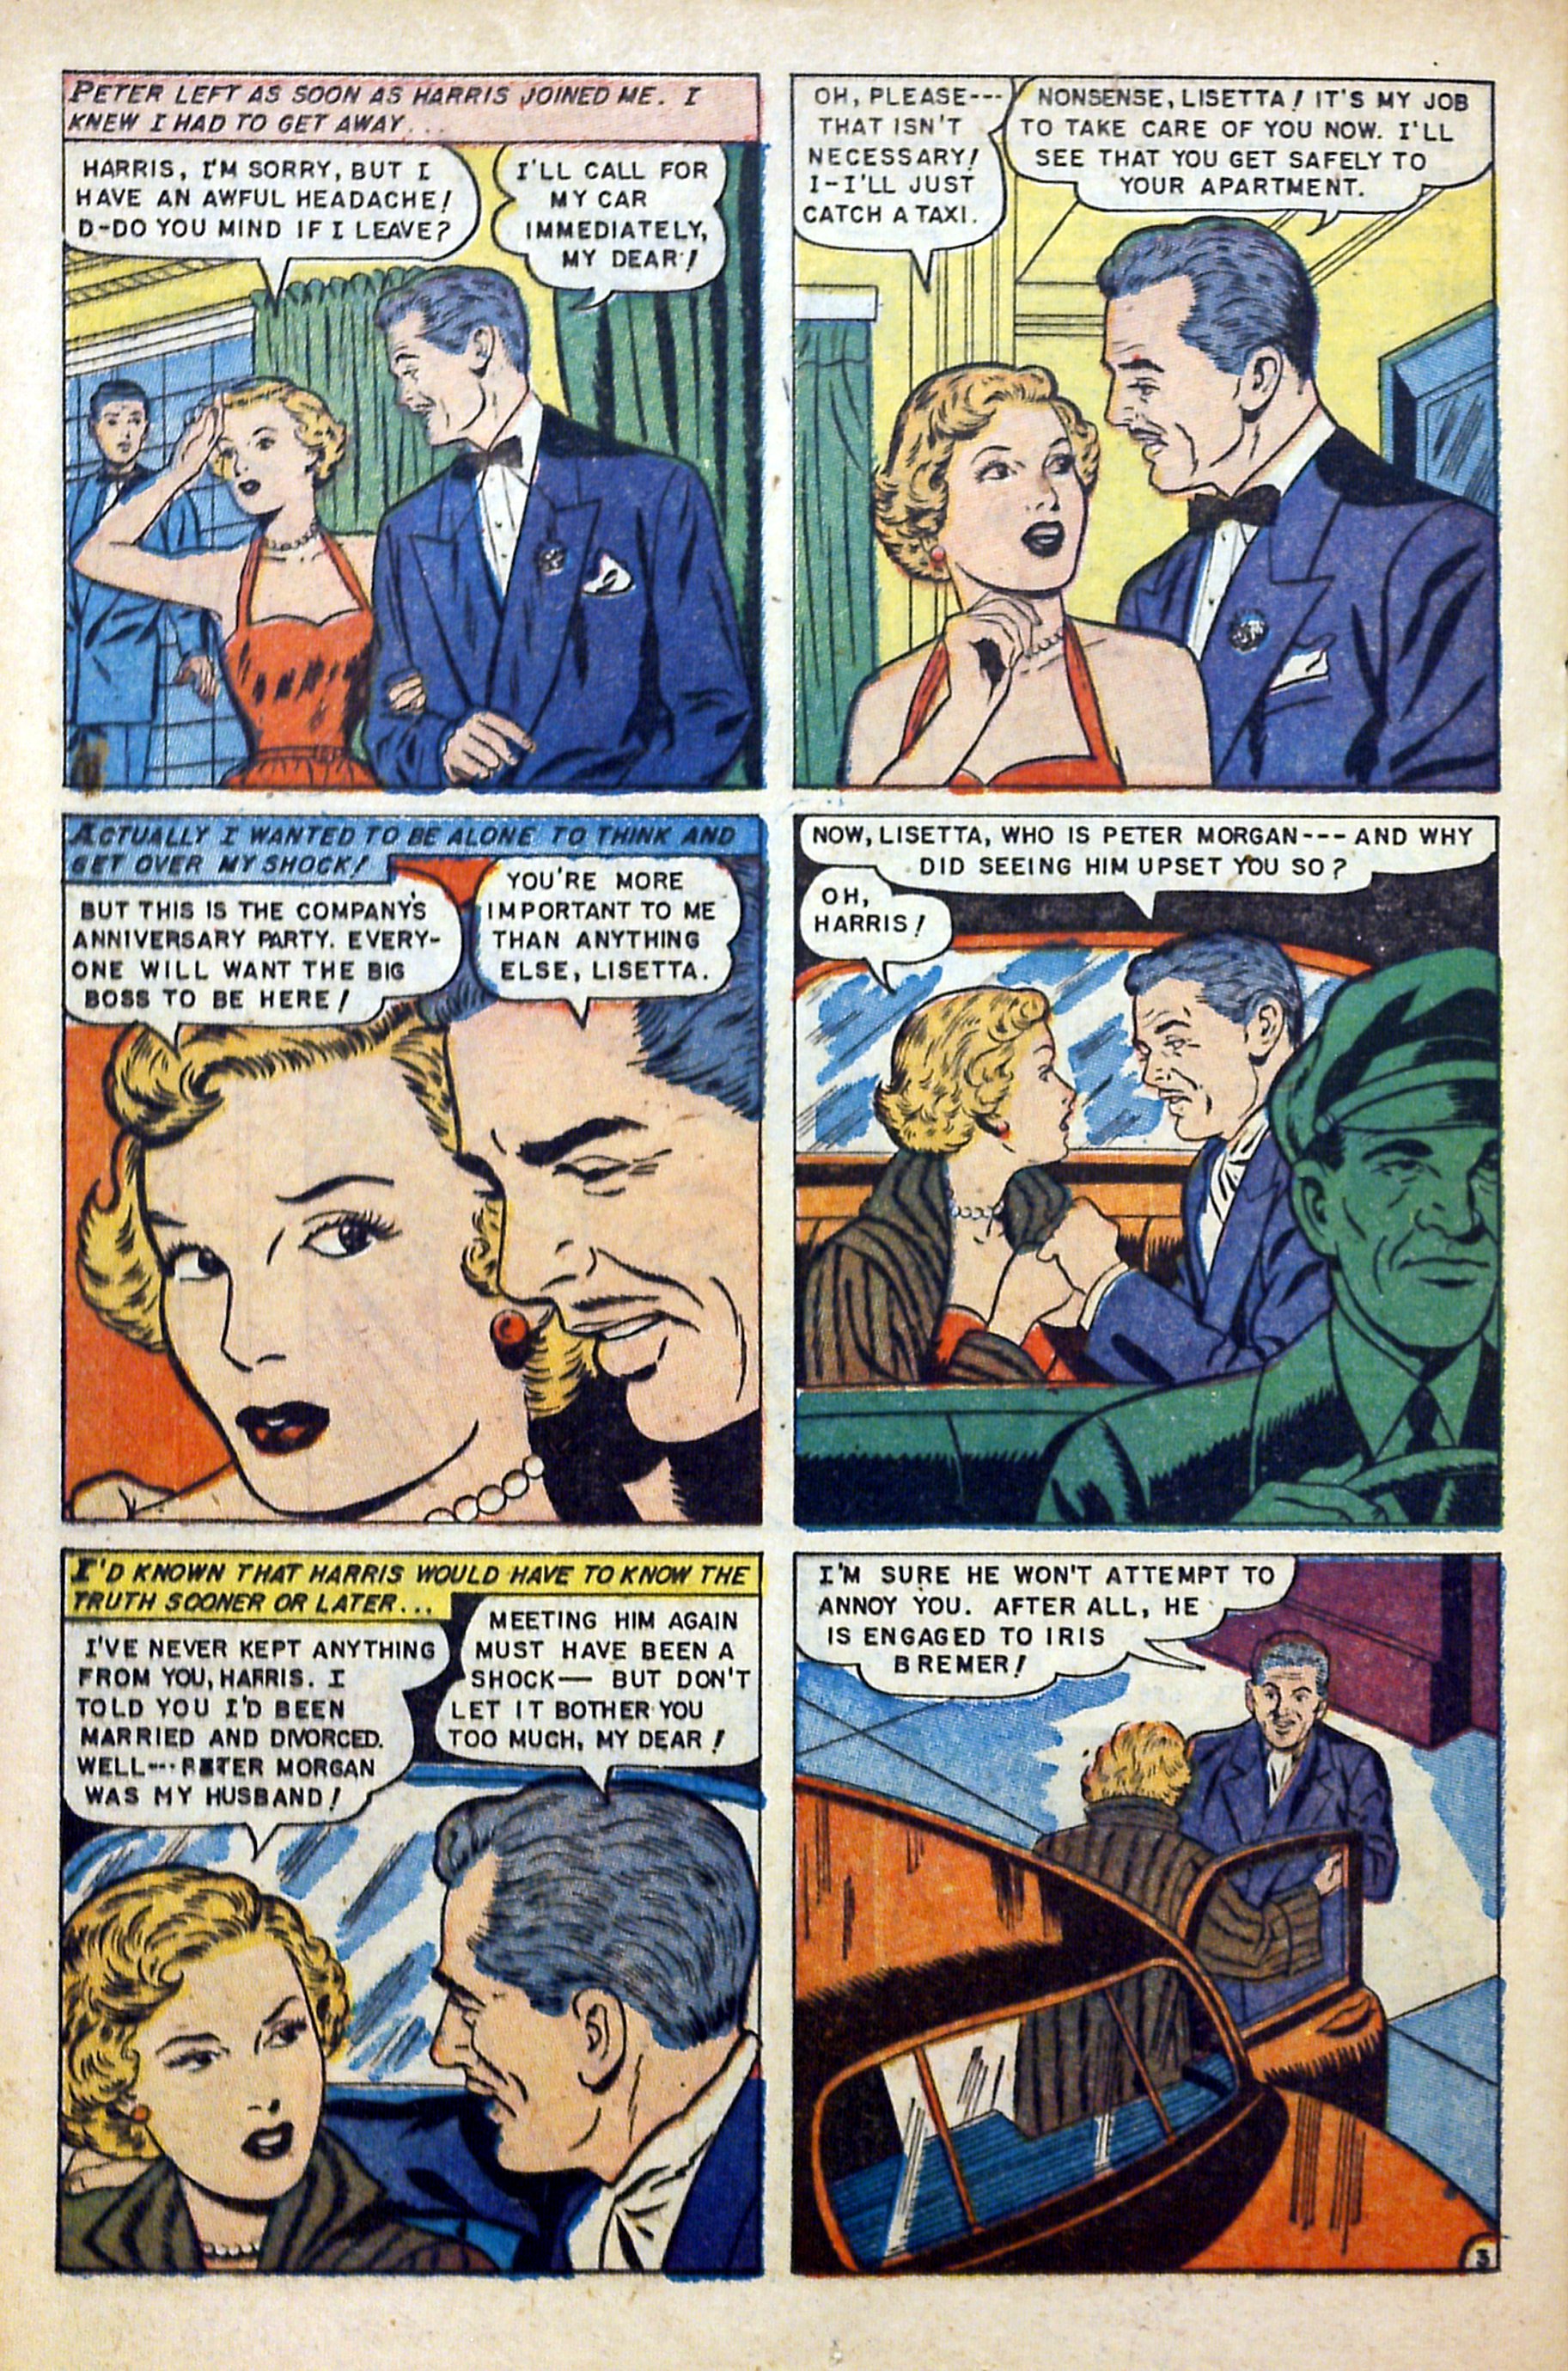 PETER LEFT AS SOON AS HARRIS JOINED ME. I
KNEW I HAD TO GET AWAY...
HARRIS, I'M SORRY, BUT I
HAVE AN AWFUL HEADACHE!
D-DO YOU MIND IF I LEAVE?
I'LL CALL FOR
MY CAR
IMMEDIATELY,
MY DEAR!
OH, PLEASE---
THAT ISN'T
NECESSARY!
I-I'LL JUST
CATCH A TAXI.
NONSENSE, LISETTA! IT'S MY JOB
TO TAKE CARE OF YOU NOW. I'LL
SEE THAT YOU GET SAFELY TO
YOUR APARTMENT.
ACTUALLY I WANTED TO BE ALONE TO THINK AND
GET OVER MY SHOCK!
BUT THIS IS THE COMPANY'S
ANNIVERSARY PARTY. EVERY-
ONE WILL WANT THE BIG
BOSS TO BE HERE!
YOU'RE MORE
IMPORTANT TO ME
THAN ANYTHING
ELSE, LISETTA.
NOW, LISETTA, WHO IS PETER MORGAN--- AND WHY
DID SEEING HIM UPSET YOU SO?
OH,
HARRIS!
I'D KNOWN THAT HARRIS WOULD HAVE TO KNOW THE
TRUTH SOONER OR LATER...
I'VE NEVER KEPT ANYTHING
FROM YOU, HARRIS. I
TOLD YOU I'D BEEN
MARRIED AND DIVORCED.
WELL--- PETER MORGAN
WAS MY HUSBAND!
MEETING HIM AGAIN
MUST HAVE BEEN A
SHOCK— BUT DON'T
LET IT BOTHER YOU
TOO MUCH, MY DEAR!
I'M SURE HE WON'T ATTEMPT TO
ANNOY YOU. AFTER ALL, HE
IS ENGAGED TO IRIS
BREMER!
3